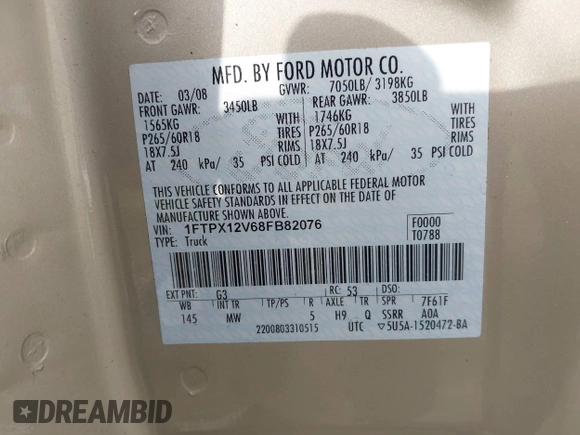 MFD. BY FORD MOTOR CO.
DATE: 03/08 GVWR: 7050LB/ 3198KG
FRONT GAWR: 3450LB REAR GAWR: 3850LB
1565KG 1746KG
P265/60R18 TIRES P265/60R18 TIRES
18X7.5J RIMS 18X7.5J RIMS
AT 240 kPa/ 35 PSI COLD AT 240 kPa/ 35 PSI COLD
THIS VEHICLE CONFORMS TO ALL APPLICABLE FEDERAL MOTOR
VEHICLE SAFETY STANDARDS IN EFFECT ON THE DATE OF
MANUFACTURE SHOWN ABOVE.
VIN: 1FTPX12V68FB82076 F0000
TYPE: Truck T0788
EXT PNT: G3 RC: 53 DSO:
WB INT TR TP/PS R AXLE TR SPR 7F61F
145 MW 5 H9 Q SSRR A0A
2200803310515 UTC ▽5U5A-1520472-BA
DREAMBID